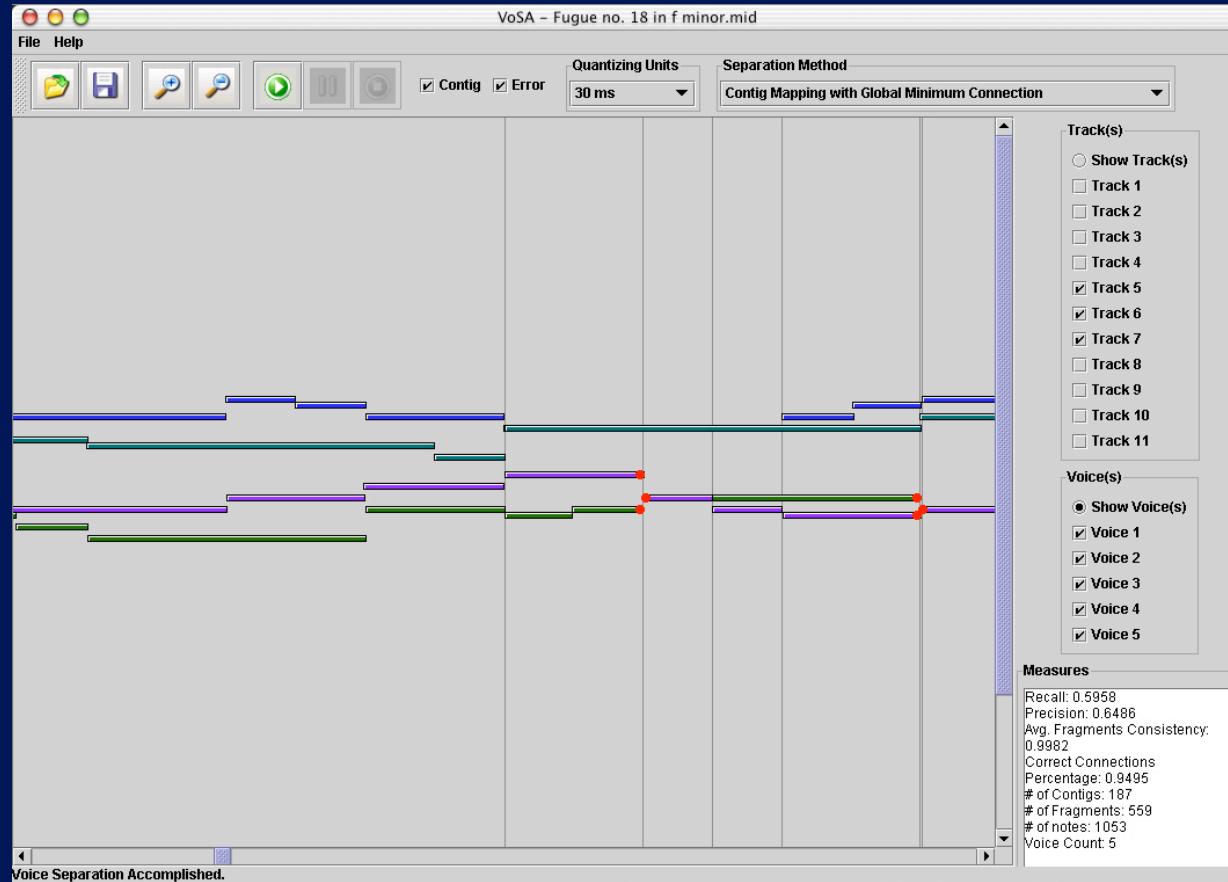 VoSA – Fugue no. 18 in f minor.mid
File Help
Contig Error
Quantizing Units
30 ms
Separation Method
Contig Mapping with Global Minimum Connection
Track(s)
Show Track(s)
Track 1
Track 2
Track 3
Track 4
Track 5
Track 6
Track 7
Track 8
Track 9
Track 10
Track 11
Voice(s)
Show Voice(s)
Voice 1
Voice 2
Voice 3
Voice 4
Voice 5
Measures
Recall: 0.5958
Precision: 0.6486
Avg. Fragments Consistency:
0.9982
Correct Connections
Percentage: 0.9495
# of Contigs: 187
# of Fragments: 559
# of notes: 1053
Voice Count: 5
Voice Separation Accomplished.